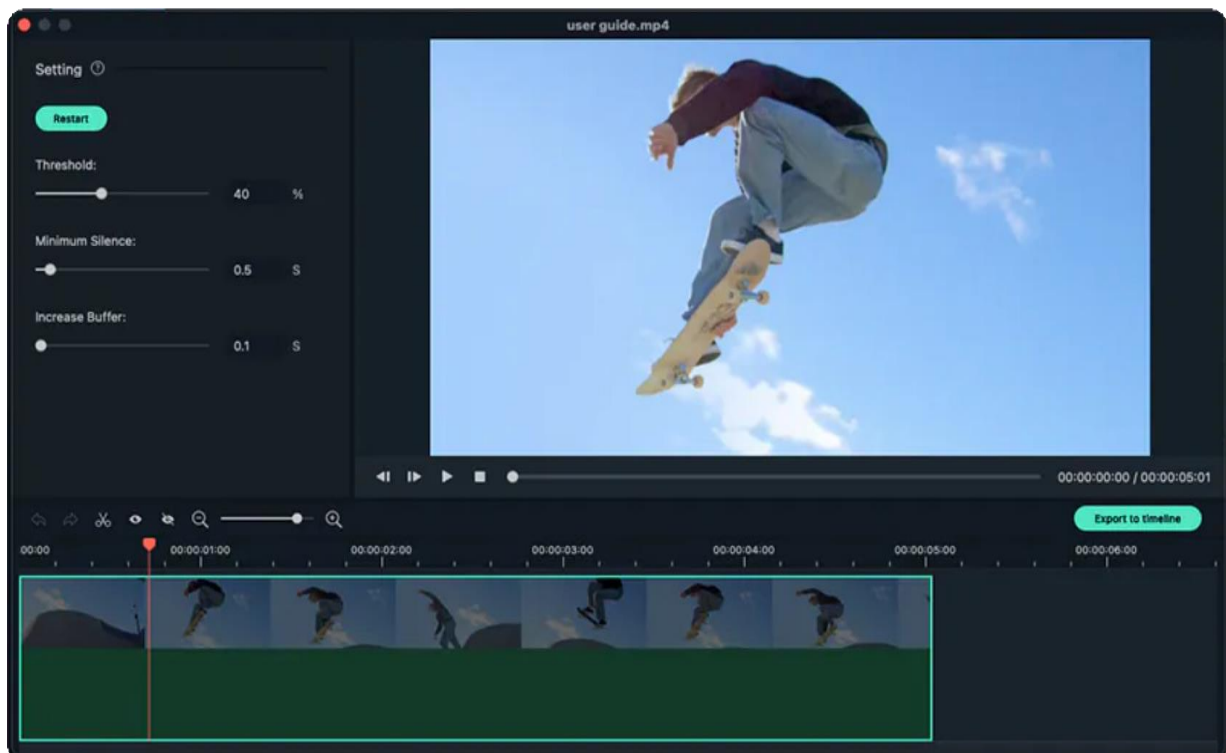 user guide.mp4
Setting ?
Restart
Threshold:
40 %
Minimum Silence:
0.5 S
Increase Buffer:
0.1 S
00:00:00:00 / 00:00:05:01
Export to timeline
00:00 00:00:01:00 00:00:02:00 00:00:03:00 00:00:04:00 00:00:05:00 00:00:06:00